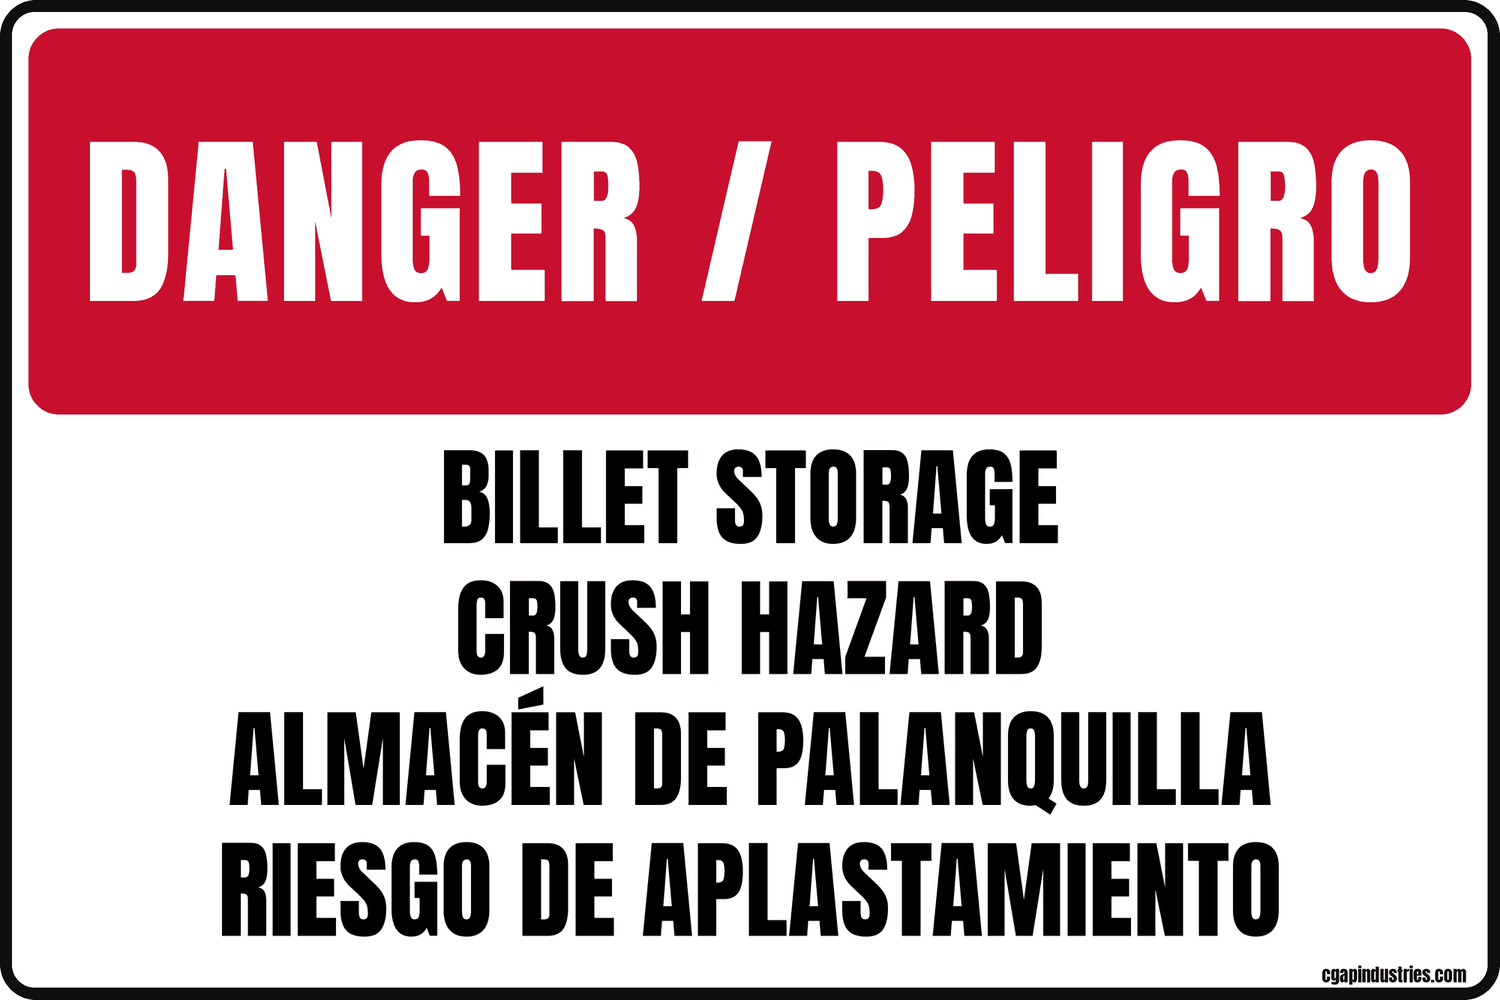 DANGER / PELIGRO
BILLET STORAGE
CRUSH HAZARD
ALMACÉN DE PALANQUILLA
RIESGO DE APLASTAMIENTO
cgapindustries.com